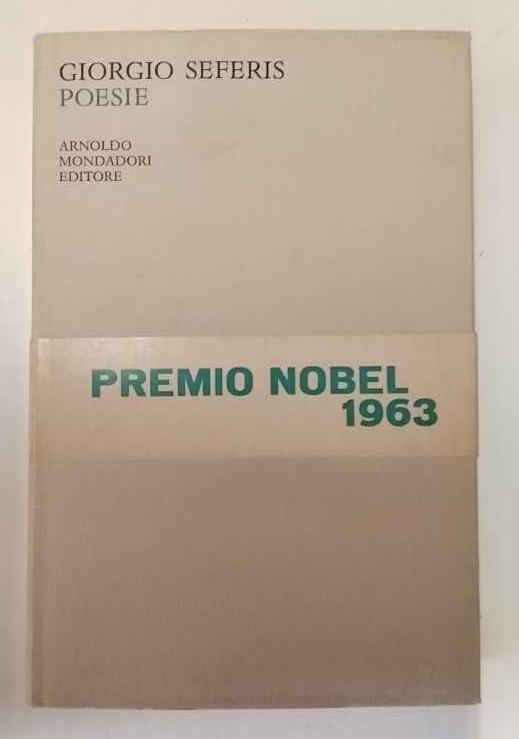 GIORGIO SEFERIS
POESIE
ARNOLDO
MONDADORI
EDITORE
PREMIO NOBEL
1963